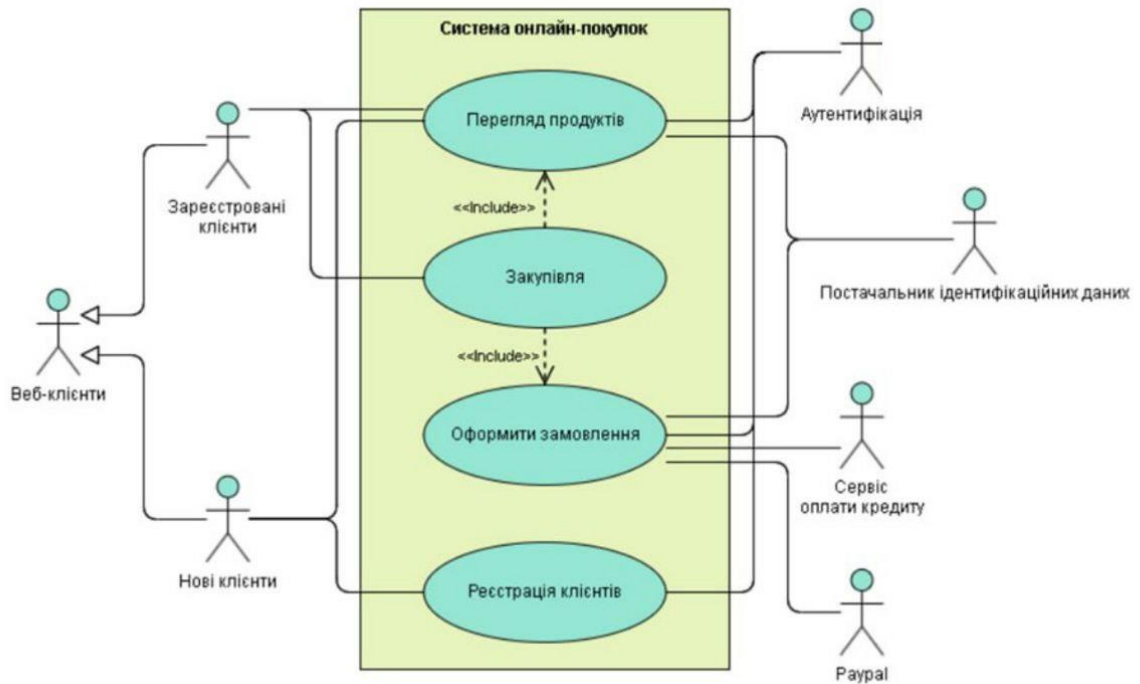 Система онлайн-покупок
Перегляд продуктів
Аутентифікація
Зареєстровані
клієнти
<<Include>>
Закупівля
Постачальник ідентифікаційних даних
Веб-клієнти
<<Include>>
Оформити замовлення
Сервіс
оплати кредиту
Нові клієнти
Реєстрація клієнтів
Paypal